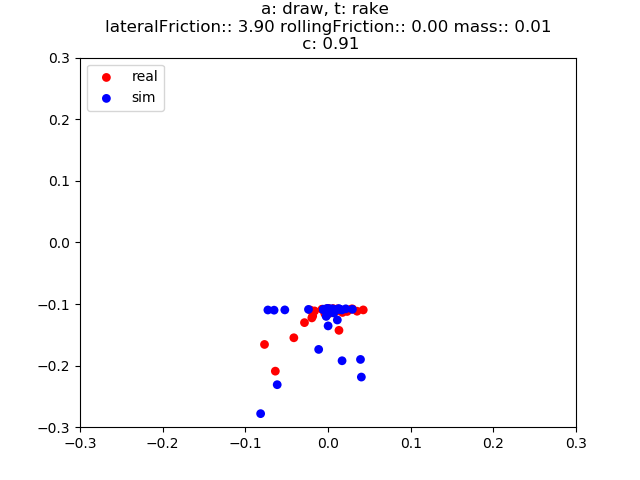 a: draw, t: rake
lateralFriction:: 3.90 rollingFriction:: 0.00 mass:: 0.01
c: 0.91
real
sim
0.3
0.2
0.1
0.0
−0.1
−0.2
−0.3
−0.3 −0.2 −0.1 0.0 0.1 0.2 0.3